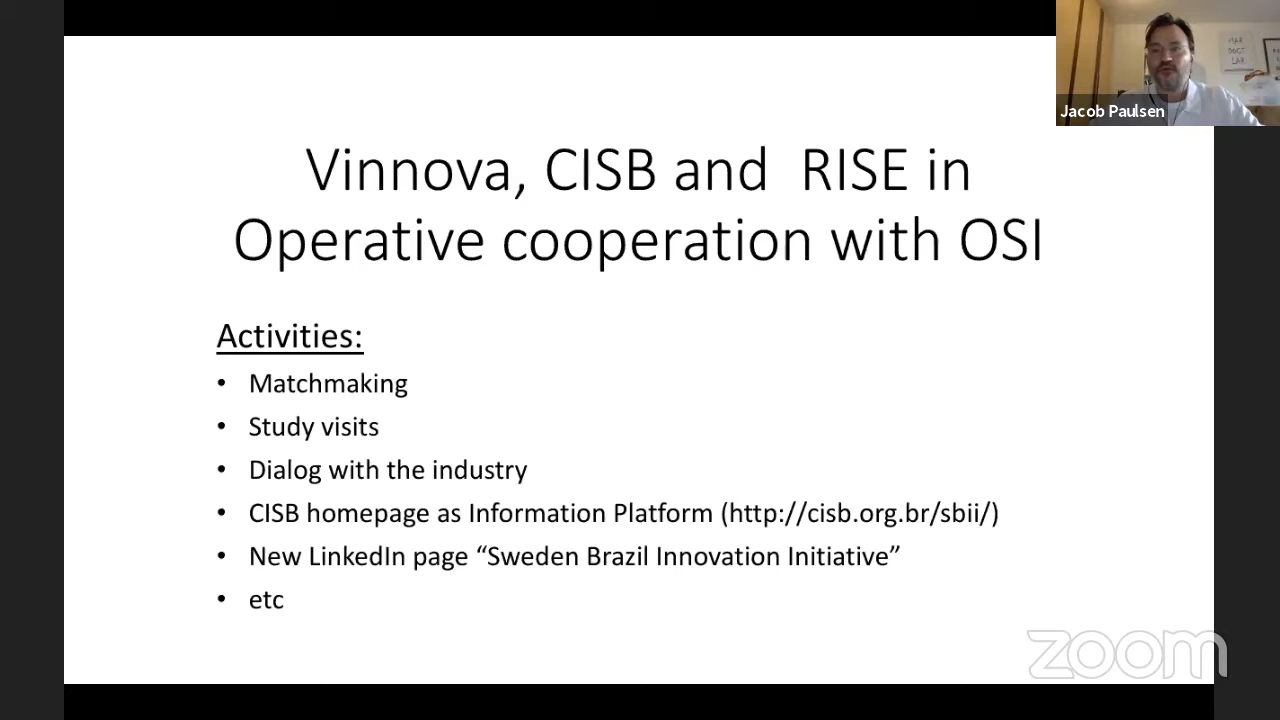 Vinnova, CISB and RISE in
Operative cooperation with OSI
Activities:
• Matchmaking
• Study visits
• Dialog with the industry
• CISB homepage as Information Platform (http://cisb.org.br/sbii/)
• New LinkedIn page “Sweden Brazil Innovation Initiative”
• etc
Jacob Paulsen
zoom